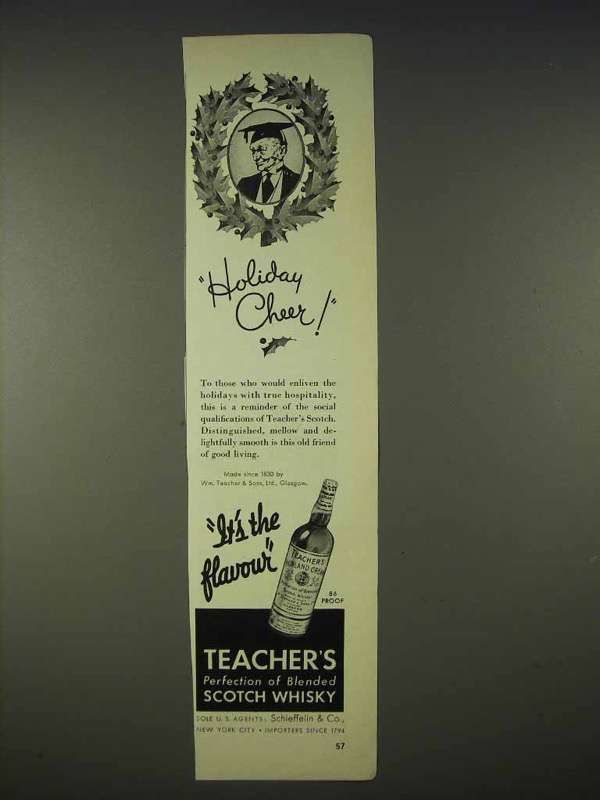 "Holiday
Cheer!"
To those who would enliven the
holidays with true hospitality,
this is a reminder of the social
qualifications of Teacher's Scotch.
Distinguished, mellow and de-
lightfully smooth is this old friend
of good living.
Made since 1830 by
Wm. Teacher & Sons, Ltd., Glasgow.
"It's the
flavour"
TEACHER'S
HIGHLAND CREAM
86
PROOF
TEACHER'S
Perfection of Blended
SCOTCH WHISKY
SOLE U. S. AGENTS: Schieffelin & Co.,
NEW YORK CITY • IMPORTERS SINCE 1794
57